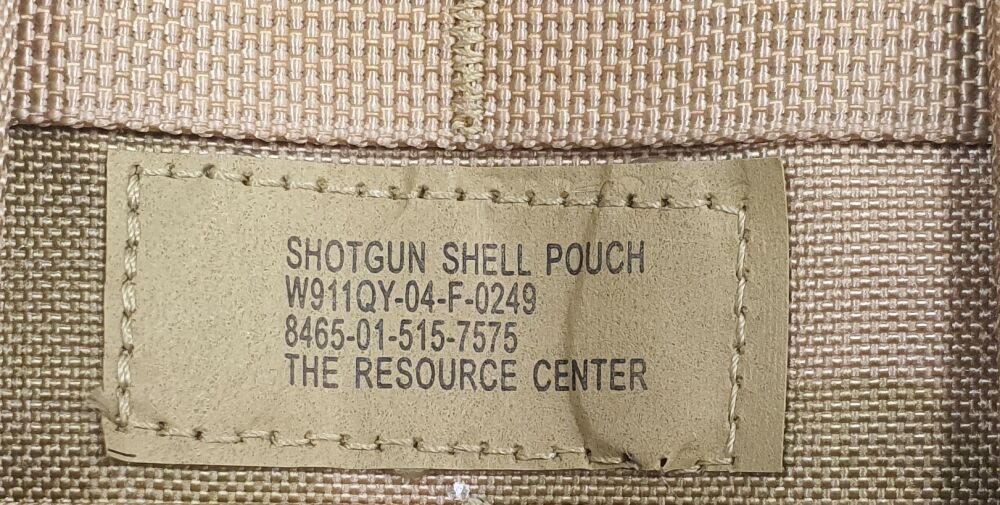 SHOTGUN SHELL POUCH
W911QY-04-F-0249
8465-01-515-7575
THE RESOURCE CENTER